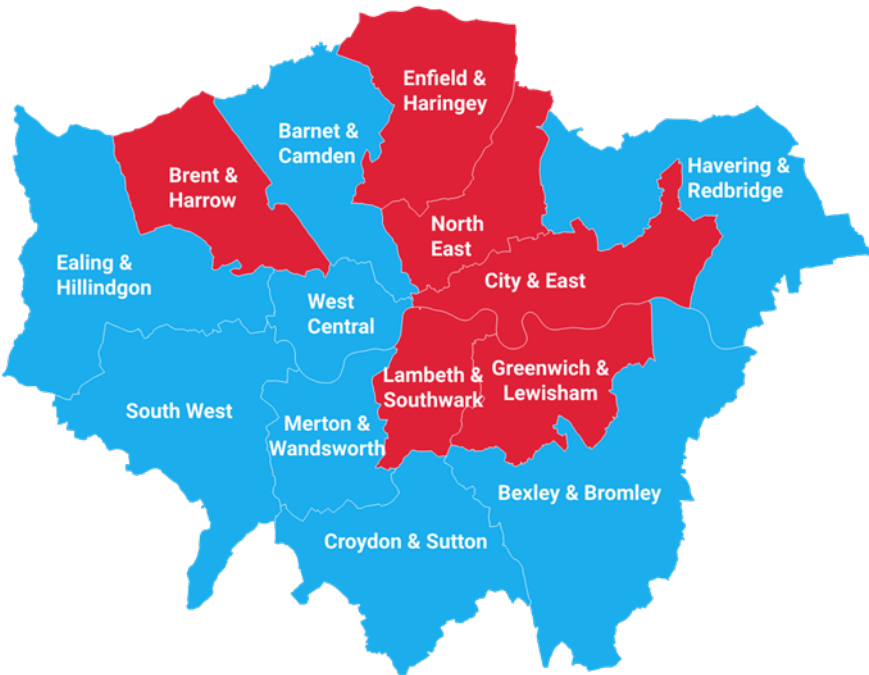 Enfield &
Haringey
Barnet &
Camden
Brent &
Harrow
Havering &
Redbridge
North
East
Ealing &
Hillindgon
City & East
West
Central
Lambeth &
Southwark
Greenwich &
Lewisham
South West
Merton &
Wandsworth
Bexley & Bromley
Croydon & Sutton